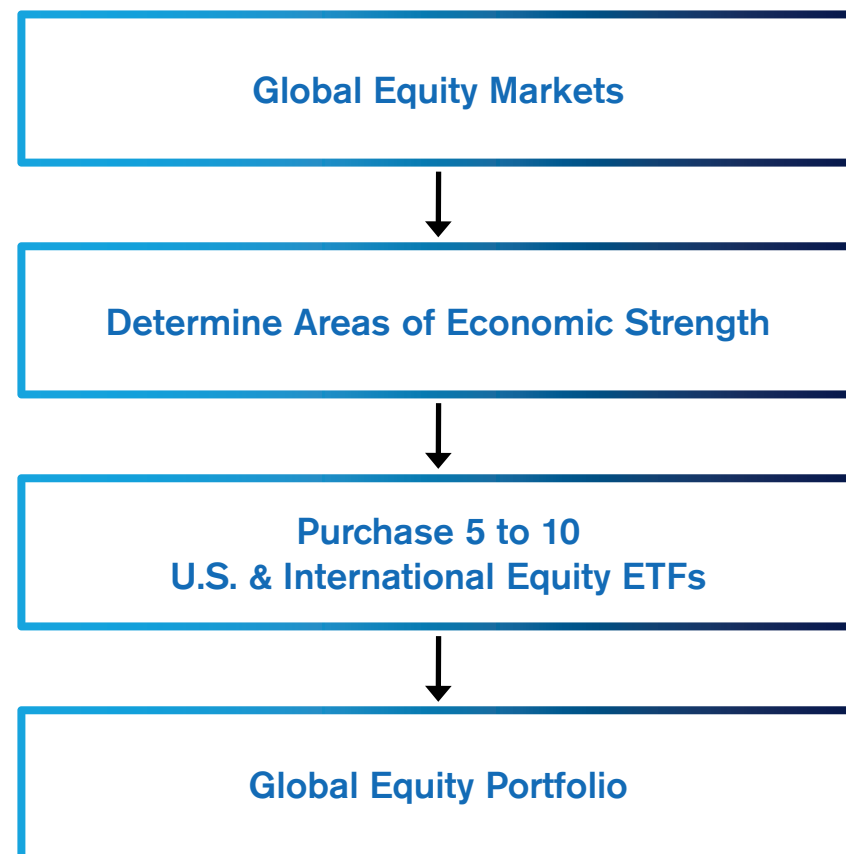 Global Equity Markets
Determine Areas of Economic Strength
Purchase 5 to 10
U.S. & International Equity ETFs
Global Equity Portfolio